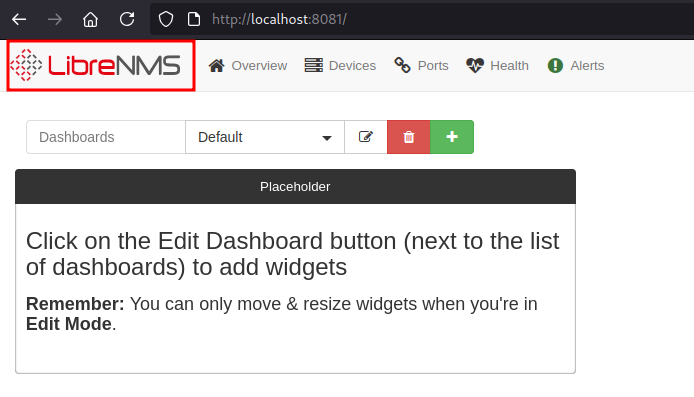 http://localhost:8081/
LibreNMS Overview Devices Ports Health Alerts
Dashboards Default
Placeholder
Click on the Edit Dashboard button (next to the list
of dashboards) to add widgets
Remember: You can only move & resize widgets when you're in
Edit Mode.